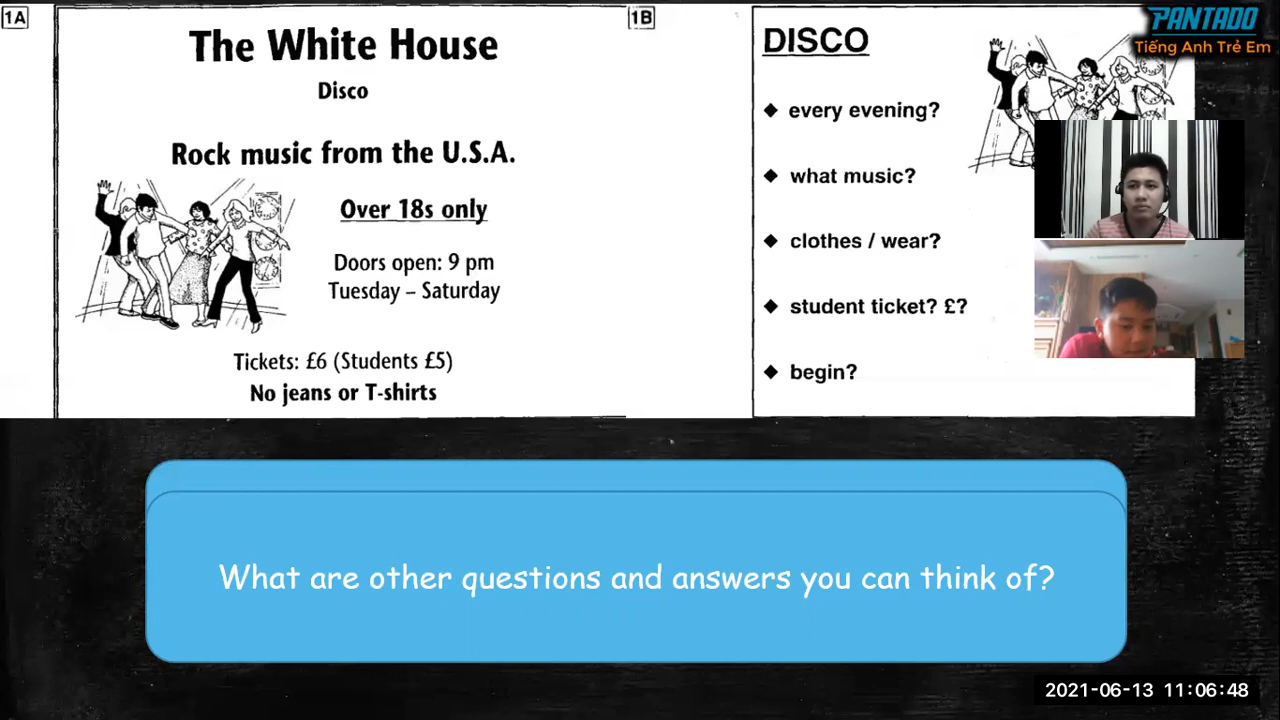 1A
The White House
Disco
Rock music from the U.S.A.
Over 18s only
Doors open: 9 pm
Tuesday – Saturday
Tickets: £6 (Students £5)
No jeans or T-shirts
1B
DISCO
◆ every evening?
◆ what music?
◆ clothes / wear?
◆ student ticket? £?
◆ begin?
PANTADO
Tiếng Anh Trẻ Em
What are other questions and answers you can think of?
2021-06-13 11:06:48